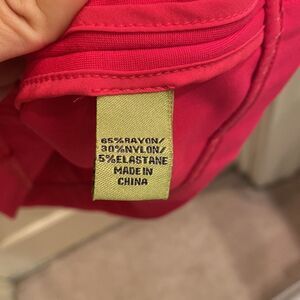 65%RAYON/
30%NYLON/
5%ELASTANE
MADE IN
CHINA